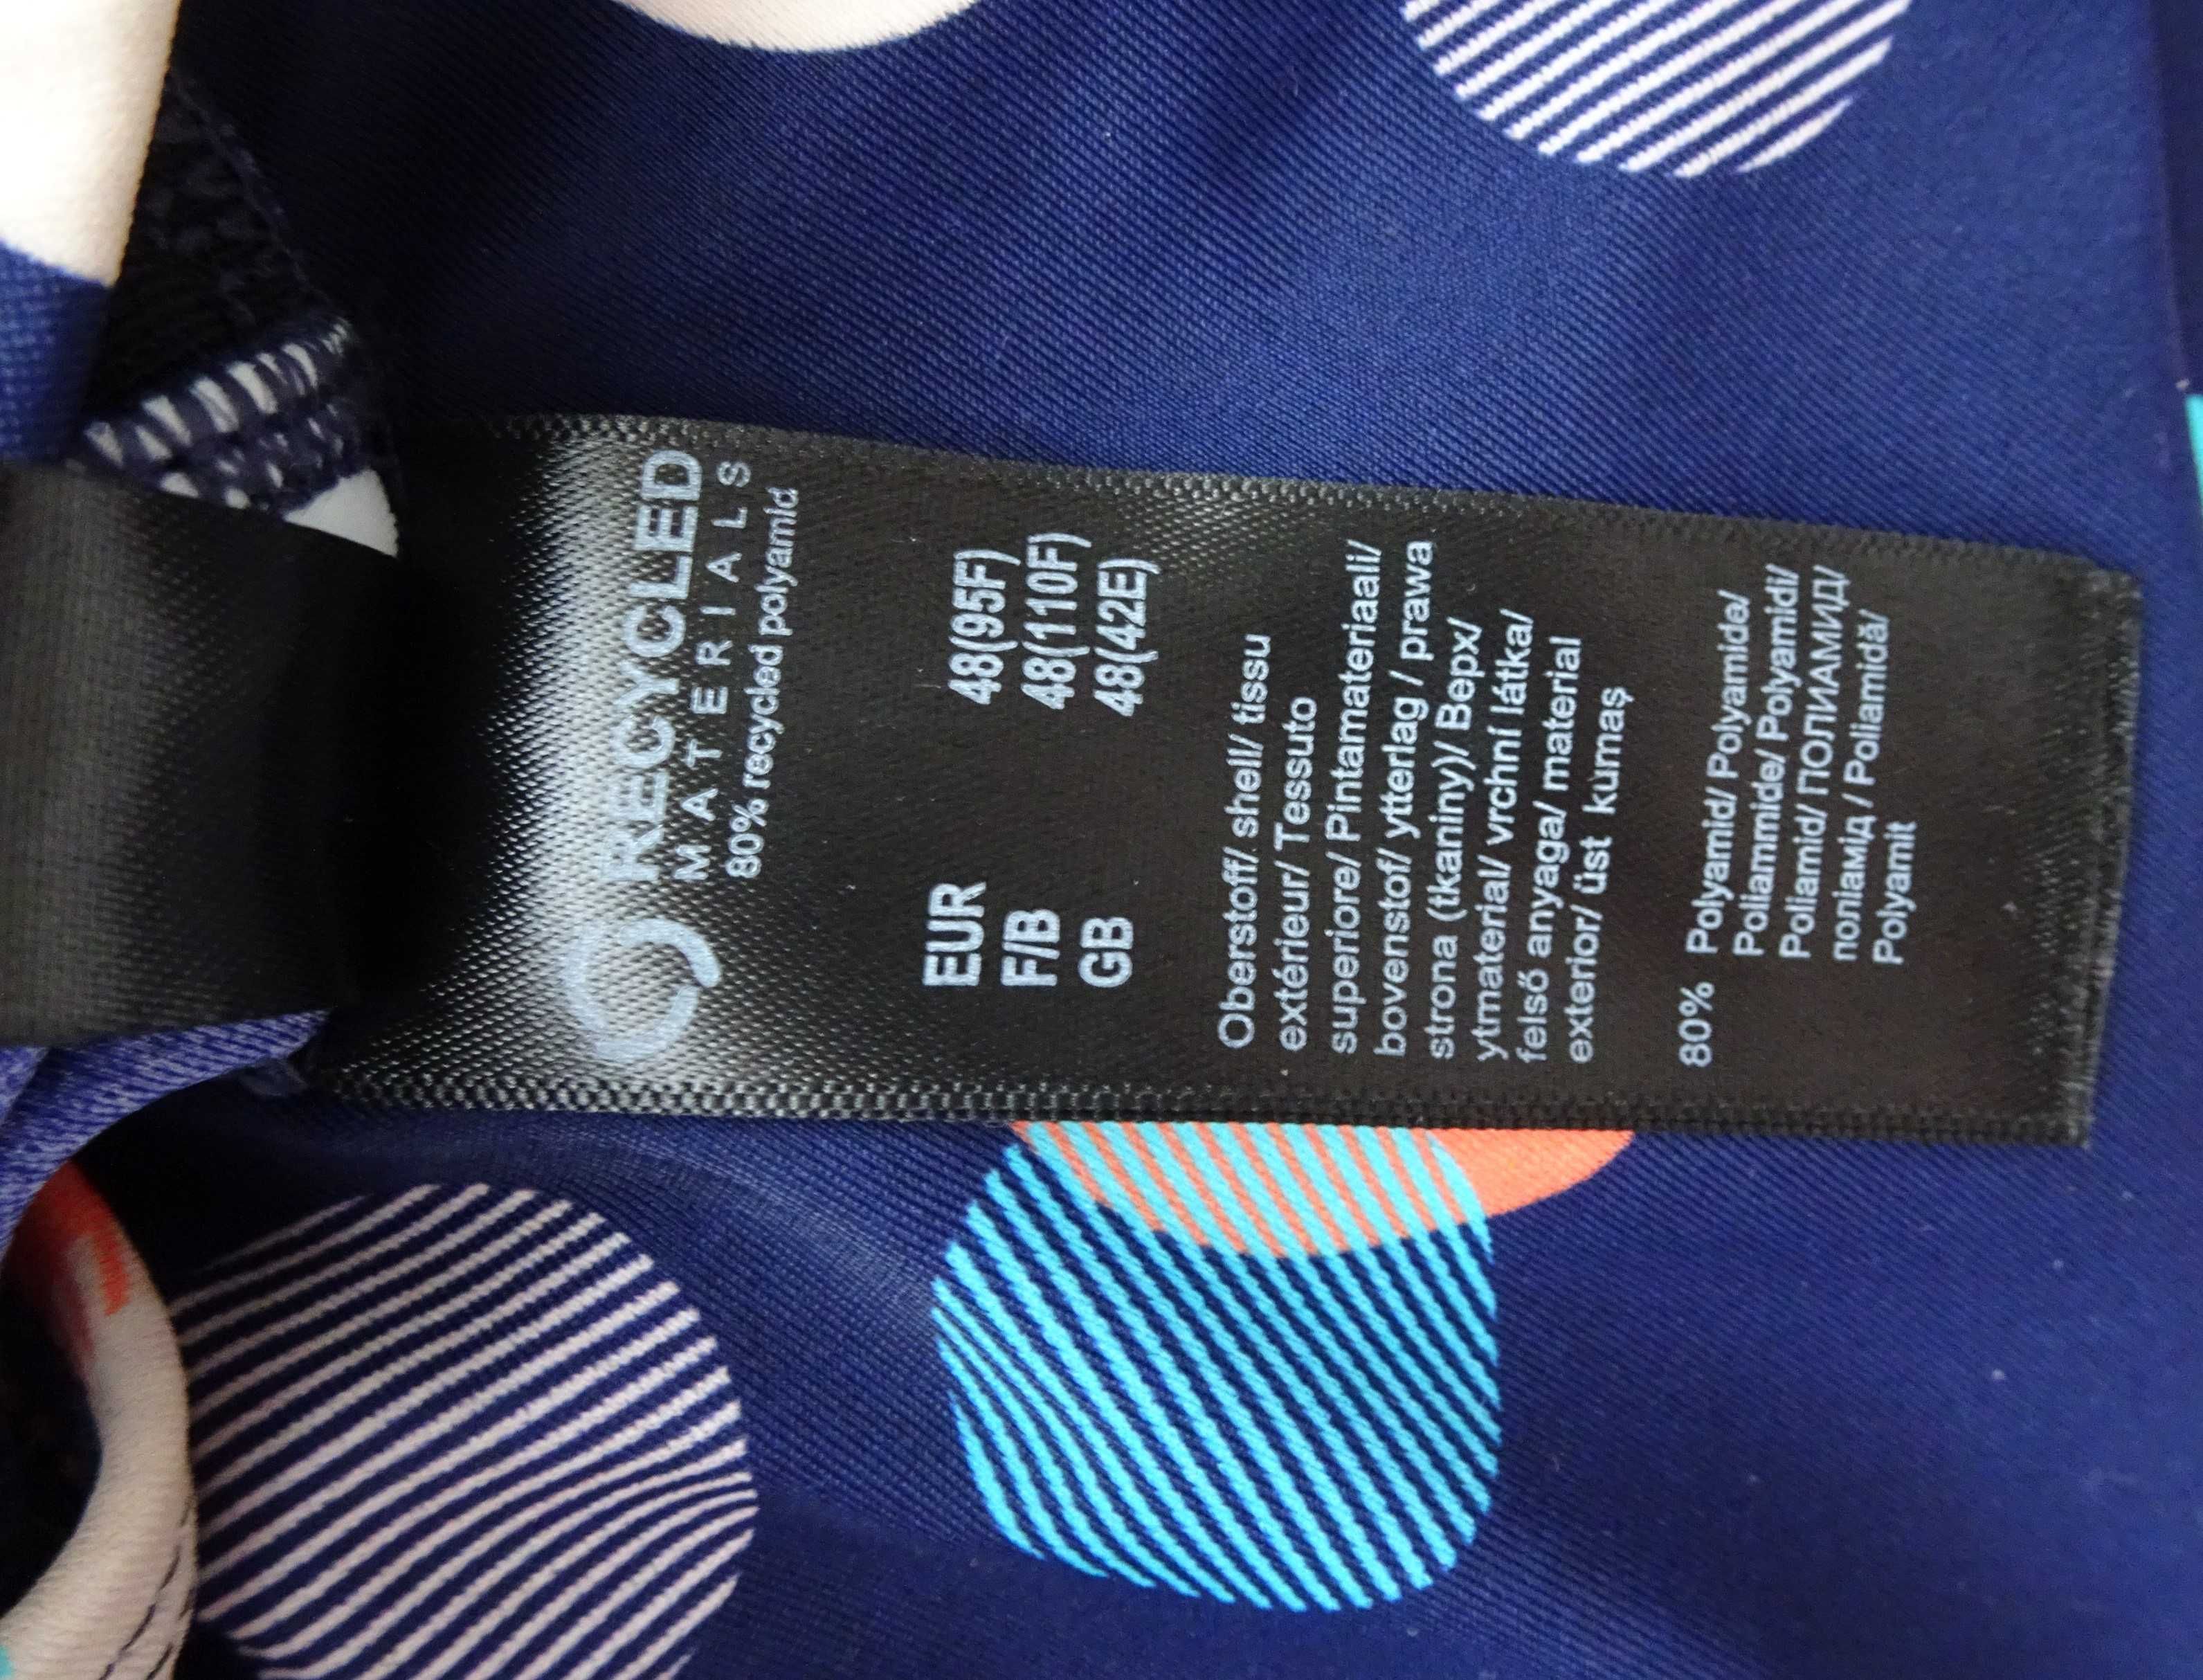 RECYCLED
MATERIALS
80% recycled polyamid
EUR 48(95F)
F/B 48(110F)
GB 48(42E)
Oberstoff/ shell/ tissu
extérieur/ Tessuto
superiore/ Pintamateriaali/
bovenstof/ ytterlag / prawa
strona (tkaniny)/ Верх/
ytmaterial/ vrchní látka/
felső anyaga/ material
exterior/ üst kumaş
80% Polyamid/ Polyamide/
Poliammide/ Polyamidi/
Poliamid/ ПОЛИАМИД/
поліамід / Poliamidă/
Polyamit